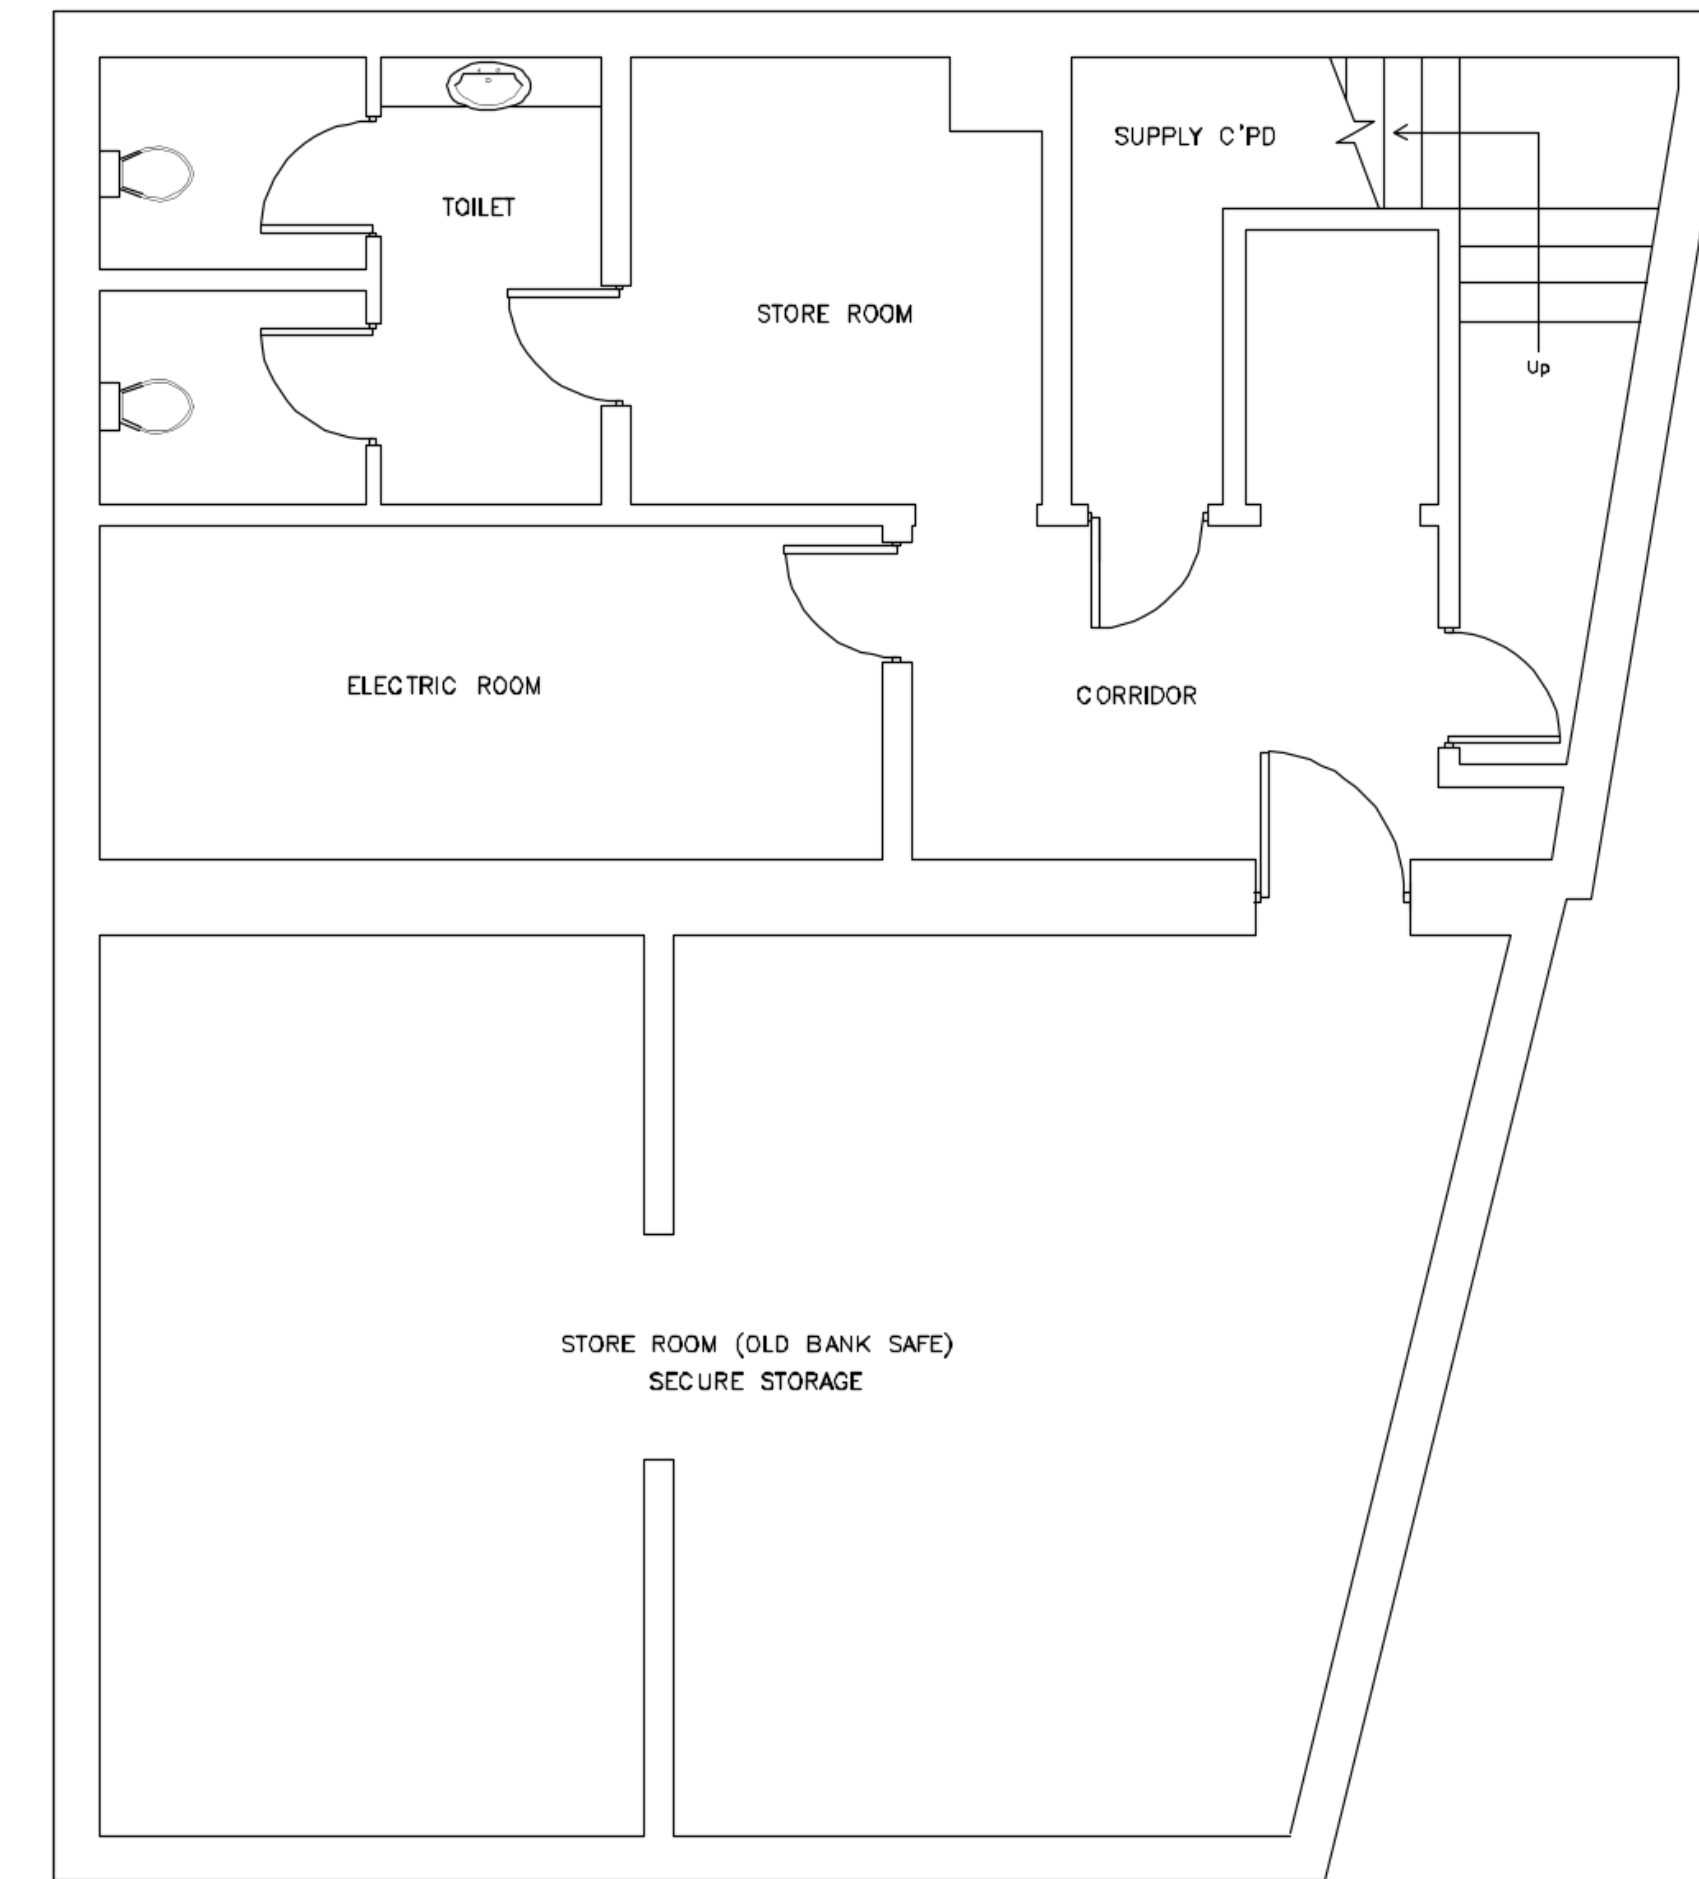 SUPPLY C'PD
TOILET
STORE ROOM
Up
ELECTRIC ROOM
CORRIDOR
STORE ROOM (OLD BANK SAFE)
SECURE STORAGE